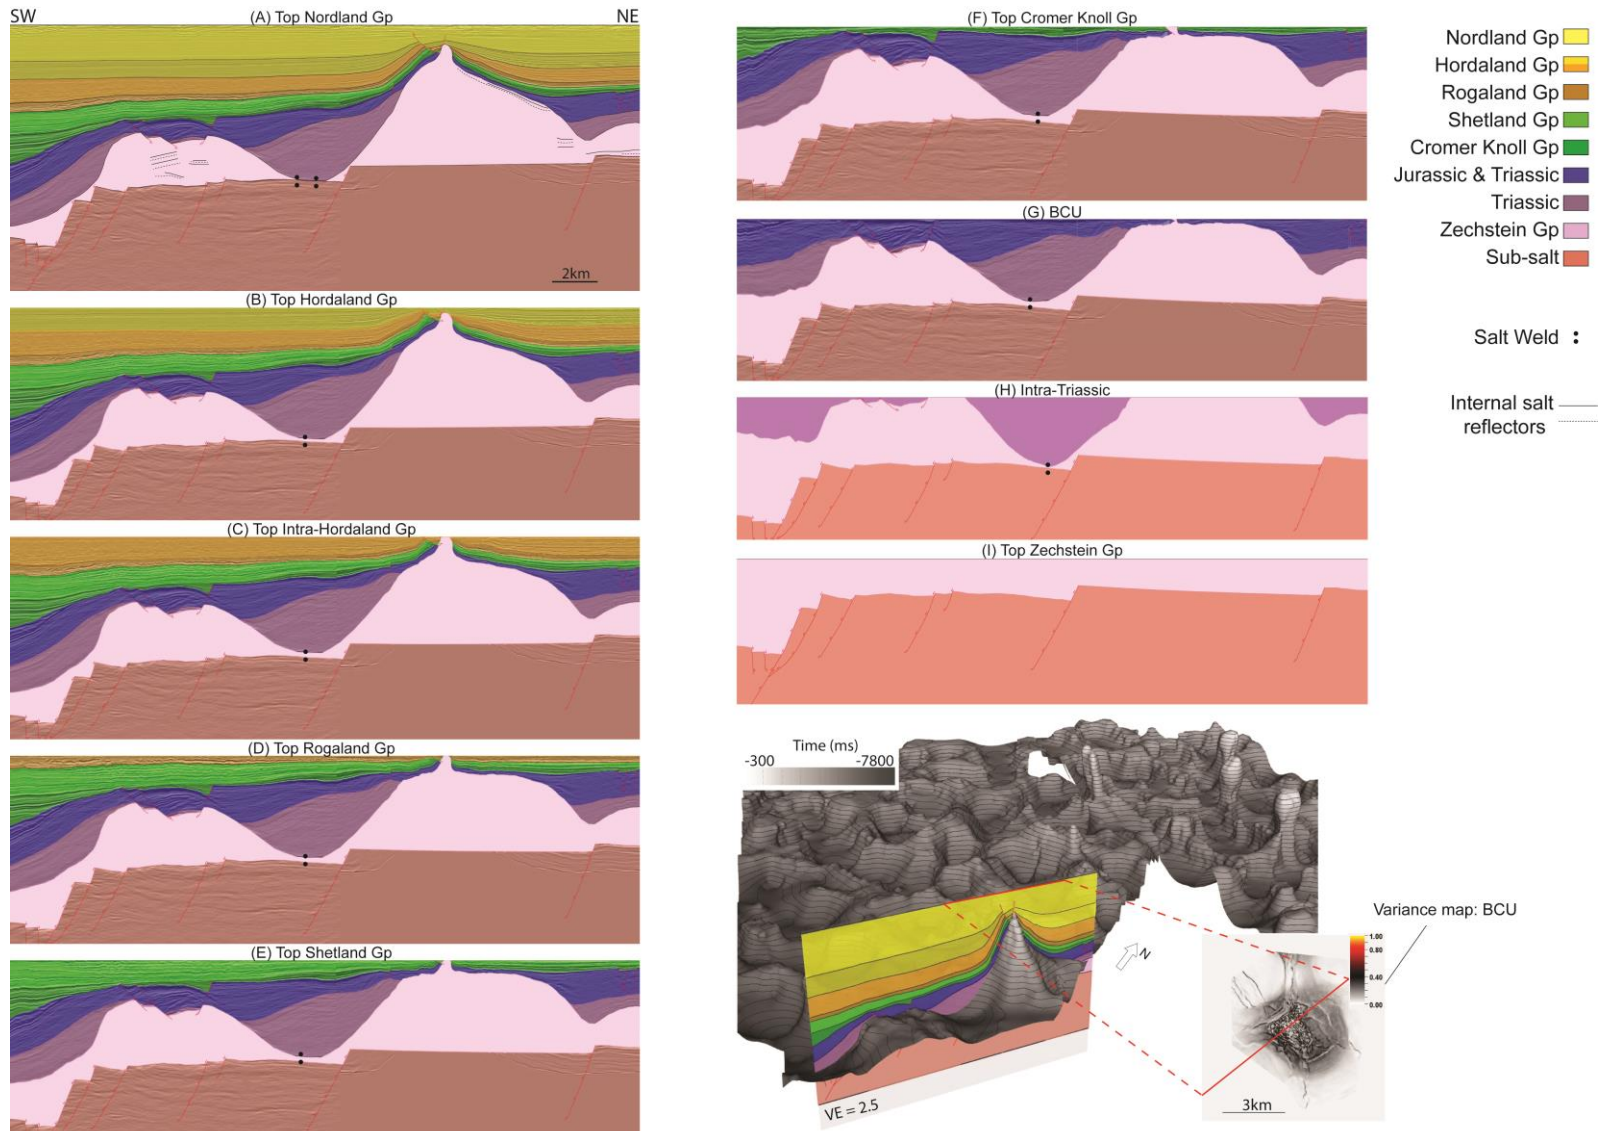 SW
(A) Top Nordland Gp
NE
2km
(B) Top Hordaland Gp
(C) Top Intra-Hordaland Gp
(D) Top Rogaland Gp
(E) Top Shetland Gp
(F) Top Cromer Knoll Gp
(G) BCU
(H) Intra-Triassic
(I) Top Zechstein Gp
Nordland Gp
Hordaland Gp
Rogaland Gp
Shetland Gp
Cromer Knoll Gp
Jurassic & Triassic
Triassic
Zechstein Gp
Sub-salt
Salt Weld
Internal salt
reflectors
Time (ms)
-300
-7800
N
VE = 2.5
Variance map: BCU
1.00
0.80
0.40
0.00
3km